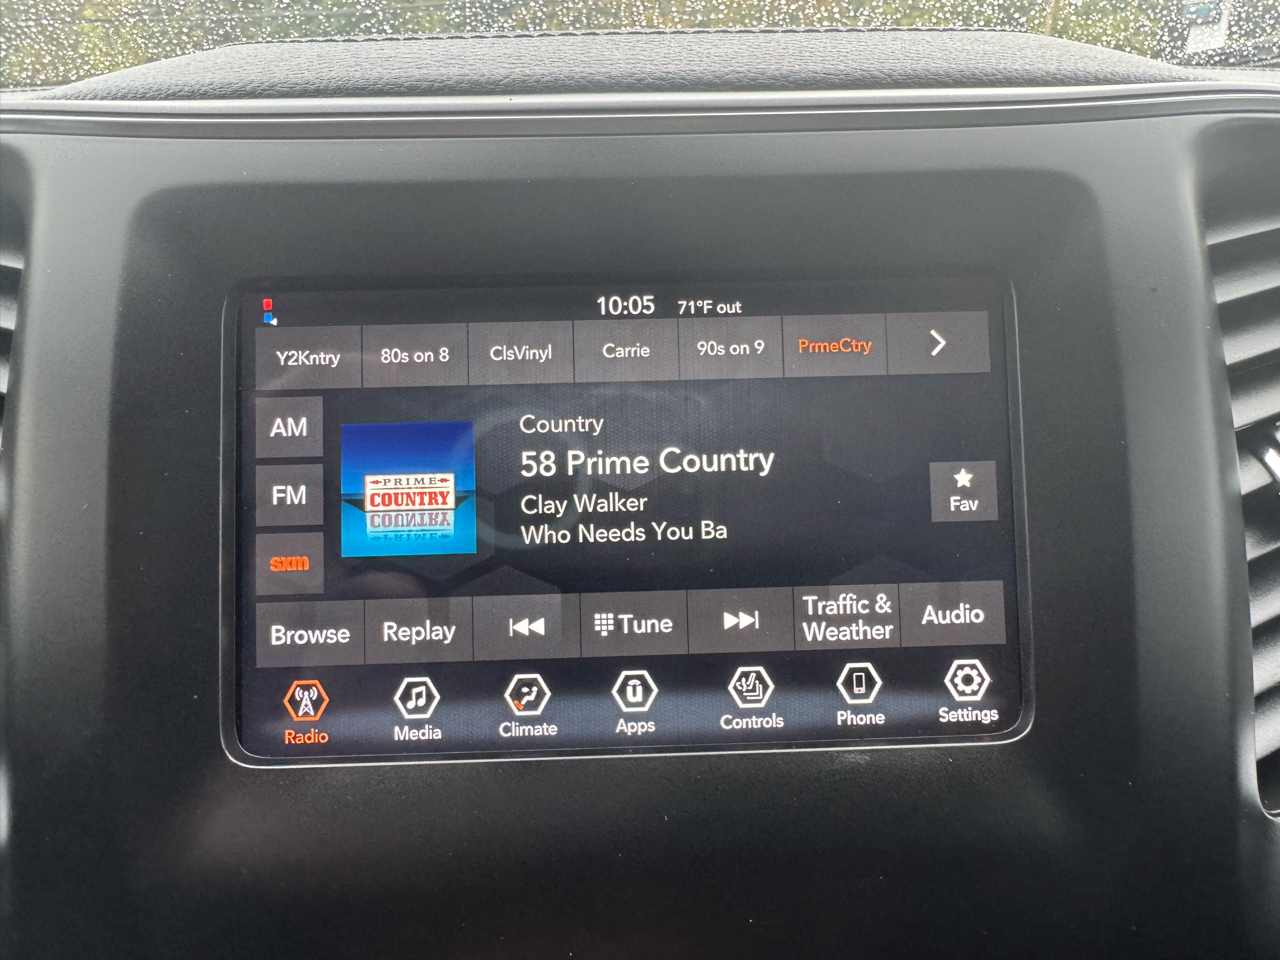 10:05 71°F out
Y2Kntry 80s on 8 ClsVinyl Carrie 90s on 9 PrmeCtry
AM
FM
sxm
PRIME
COUNTRY
Country
58 Prime Country
Clay Walker
Who Needs You Ba
Fav
Browse Replay Tune Traffic & Weather Audio
Radio Media Climate Apps Controls Phone Settings